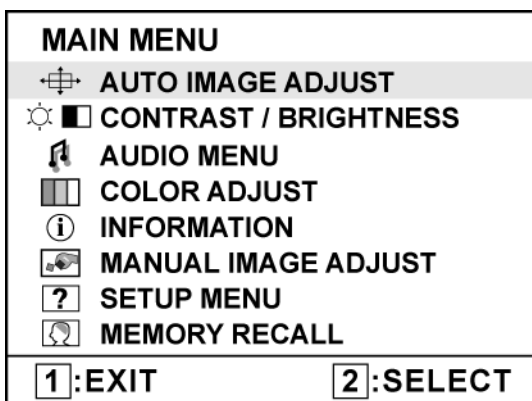 MAIN MENU
AUTO IMAGE ADJUST
CONTRAST / BRIGHTNESS
AUDIO MENU
COLOR ADJUST
i INFORMATION
MANUAL IMAGE ADJUST
? SETUP MENU
MEMORY RECALL
1:EXIT 2:SELECT